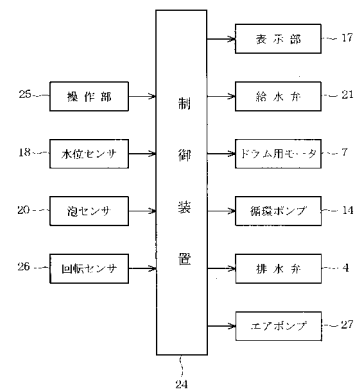 表示部 17
25 操作部
給水弁 21
18 水位センサ
ドラム用モータ 7
20 泡センサ
循環ポンプ 14
26 回転センサ
排水弁 4
エアポンプ 27
制御装置
24